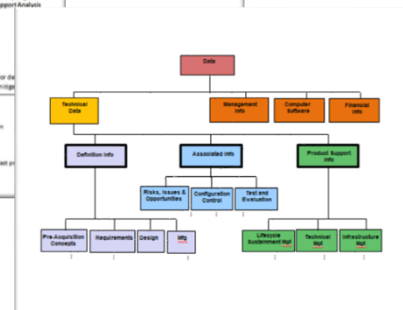 pport Analysis
or de
Data
Technical
Data
Management
Info
Computer
Software
Financial
Info
Definition Info
Associated Info
Product Support
Info
Risks, Issues &
Opportunities
Configuration
Control
Test and
Evaluation
Pre-Acquisition
Concepts
Requirements
Design
Mfg
Lifecycle
Sustainment Mgt
Technical
Mgt
Infrastructure
Mgt